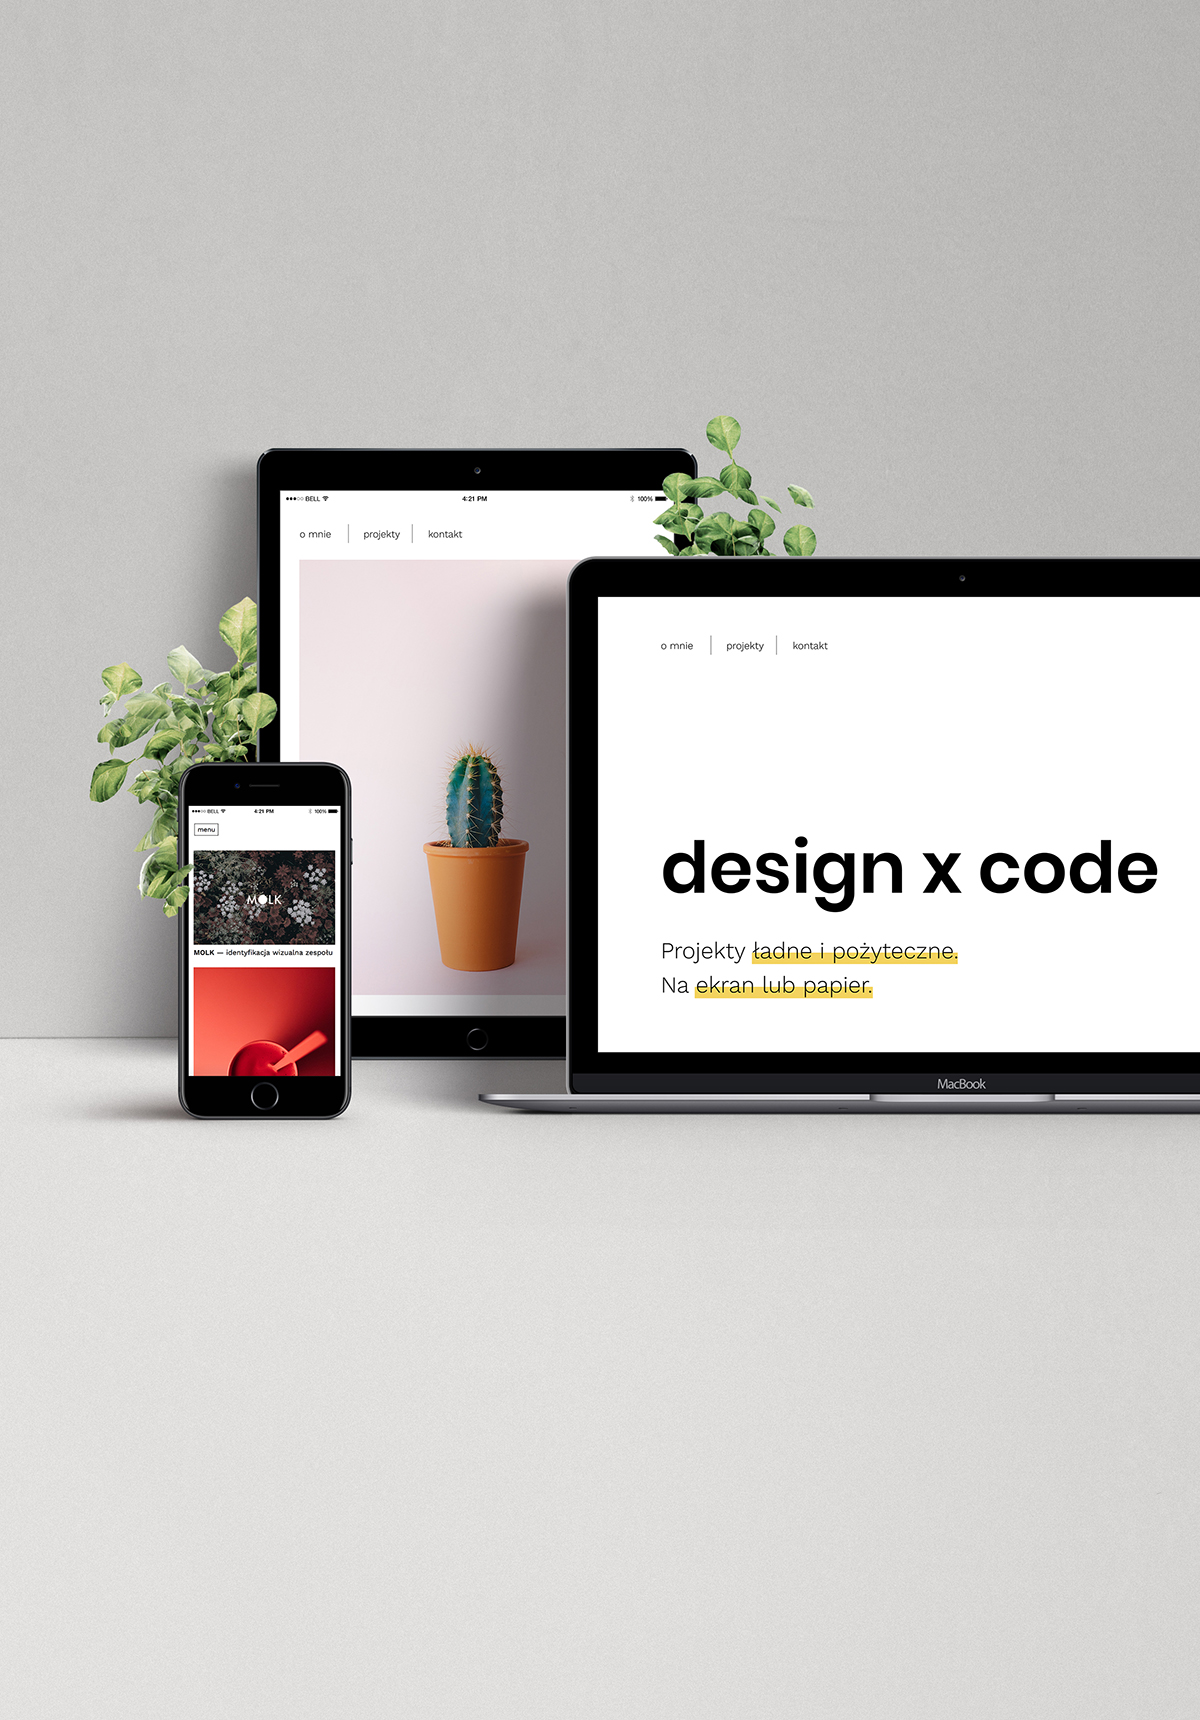 BELL 4:21 PM 100%
o mnie projekty kontakt
o mnie projekty kontakt
design x code
Projekty ładne i pożyteczne.
Na ekran lub papier.
MacBook
BELL 4:21 PM 100%
menu
MOLK
MOLK — identyfikacja wizualna zespołu